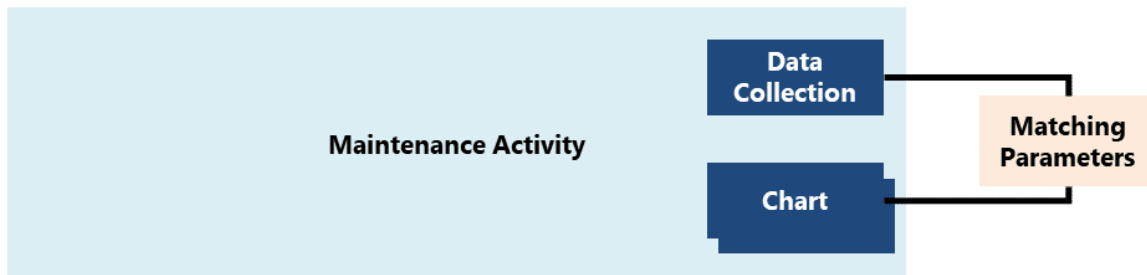 Data
Collection
Maintenance Activity
Matching
Parameters
Chart